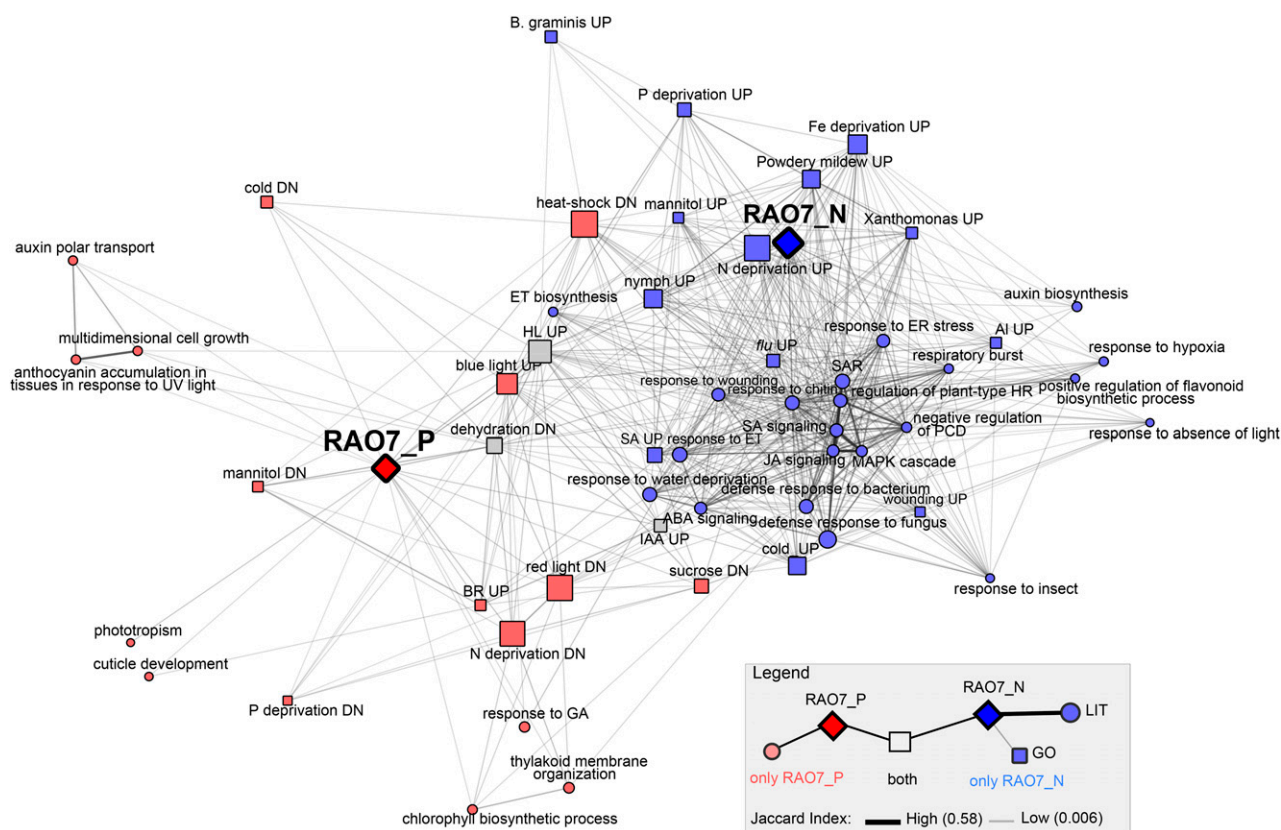 B. graminis UP
P deprivation UP
Fe deprivation UP
Powdery mildew UP
cold DN
heat-shock DN
mannitol UP
RAO7_N
Xanthomonas UP
auxin polar transport
N deprivation UP
nymph UP
ET biosynthesis
auxin biosynthesis
multidimensional cell growth
HL UP
response to ER stress
AI UP
flu UP
anthocyanin accumulation in
tissues in response to UV light
blue light UP
SAR
respiratory burst
response to hypoxia
response to wounding
response to chitin
regulation of plant-type HR
positive regulation of flavonoid
biosynthetic process
dehydration DN
SA signaling
negative regulation
of PCD
response to absence of light
RAO7_P
SA UP
response to ET
JA signaling
MAPK cascade
mannitol DN
response to water deprivation
defense response to bacterium
wounding UP
ABA signaling
defense response to fungus
IAA UP
cold_UP
red light DN
sucrose DN
response to insect
BR UP
phototropism
N deprivation DN
cuticle development
P deprivation DN
response to GA
thylakoid membrane
organization
chlorophyll biosynthetic process
Legend
RAO7_P
RAO7_N
LIT
GO
only RAO7_P
both
only RAO7_N
Jaccard Index:
High (0.58)
Low (0.006)